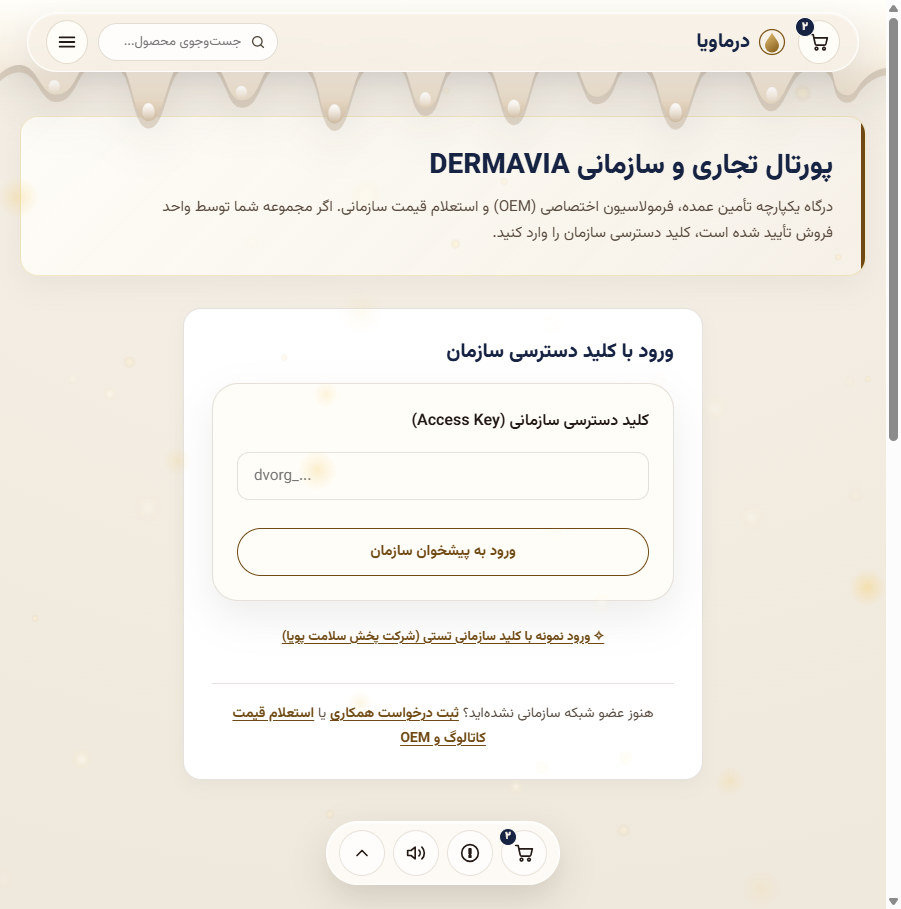 ۲
درماویا
جست‌وجوی محصول...
پورتال تجاری و سازمانی DERMAVIA
درگاه یکپارچه تأمین عمده، فرمولاسیون اختصاصی (OEM) و استعلام قیمت سازمانی. اگر مجموعه شما توسط واحد
فروش تأیید شده است، کلید دسترسی سازمان را وارد کنید.
ورود با کلید دسترسی سازمان
کلید دسترسی سازمانی (Access Key)
dvorg_...
ورود به پیشخوان سازمان
✧ ورود نمونه با کلید سازمانی تستی (شرکت پخش سلامت پویا)
هنوز عضو شبکه سازمانی نشده‌اید؟ ثبت درخواست همکاری یا استعلام قیمت
کاتالوگ و OEM
۲